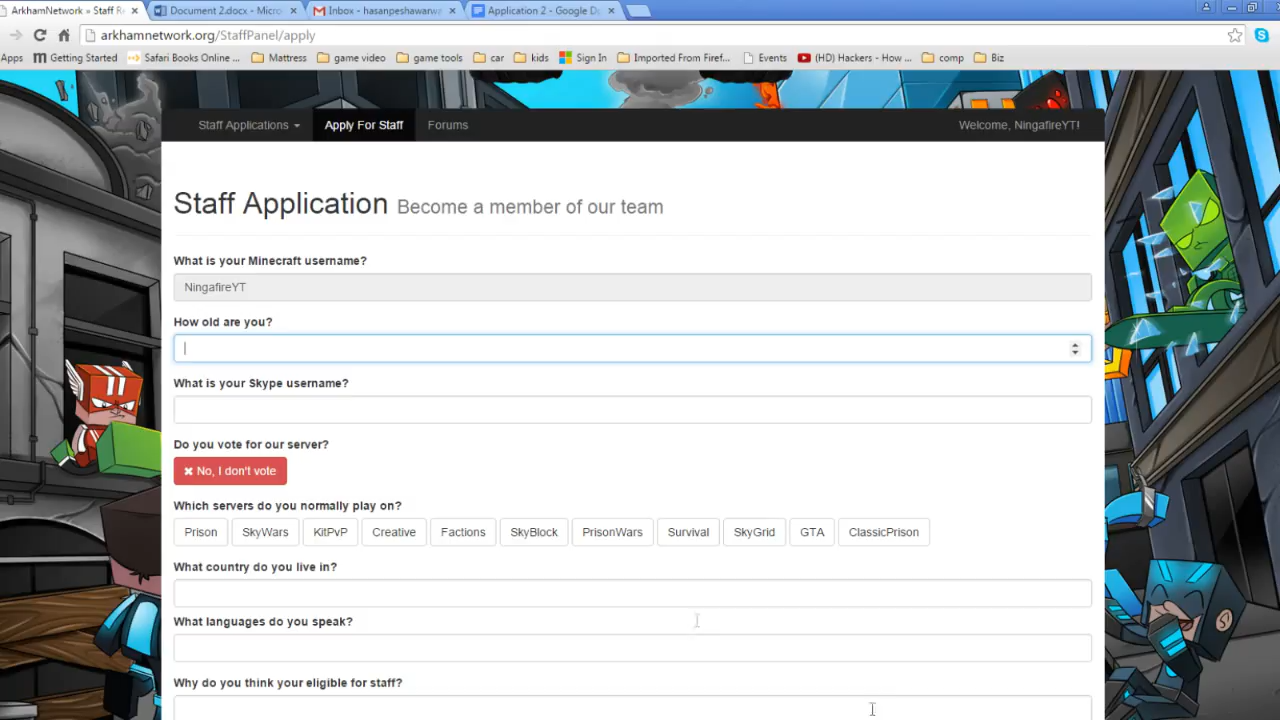 ArkhamNetwork » Staff R
Document 2.docx - Micro
Inbox - hasanpeshawarw
Application 2 - Google D
arkhamnetwork.org/StaffPanel/apply
Apps
Getting Started
Safari Books Online ...
Mattress
game video
game tools
car
kids
Sign In
Imported From Firef...
Events
(HD) Hackers - How ...
comp
Biz
Staff Applications
Apply For Staff
Forums
Welcome, NingafireYT!
Staff Application Become a member of our team
What is your Minecraft username?
NingafireYT
How old are you?
What is your Skype username?
Do you vote for our server?
No, I don't vote
Which servers do you normally play on?
Prison SkyWars KitPvP Creative Factions SkyBlock PrisonWars Survival SkyGrid GTA ClassicPrison
What country do you live in?
What languages do you speak?
Why do you think your eligible for staff?